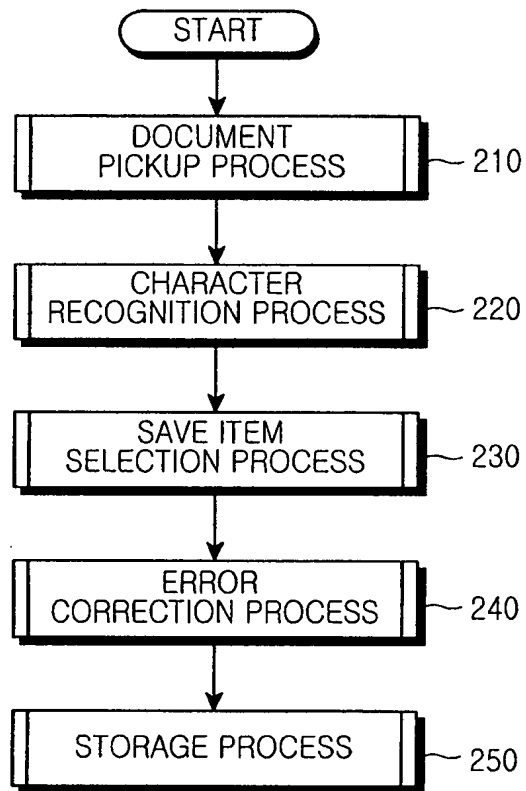 START
DOCUMENT
PICKUP PROCESS
210
CHARACTER
RECOGNITION PROCESS
220
SAVE ITEM
SELECTION PROCESS
230
ERROR
CORRECTION PROCESS
240
STORAGE PROCESS
250